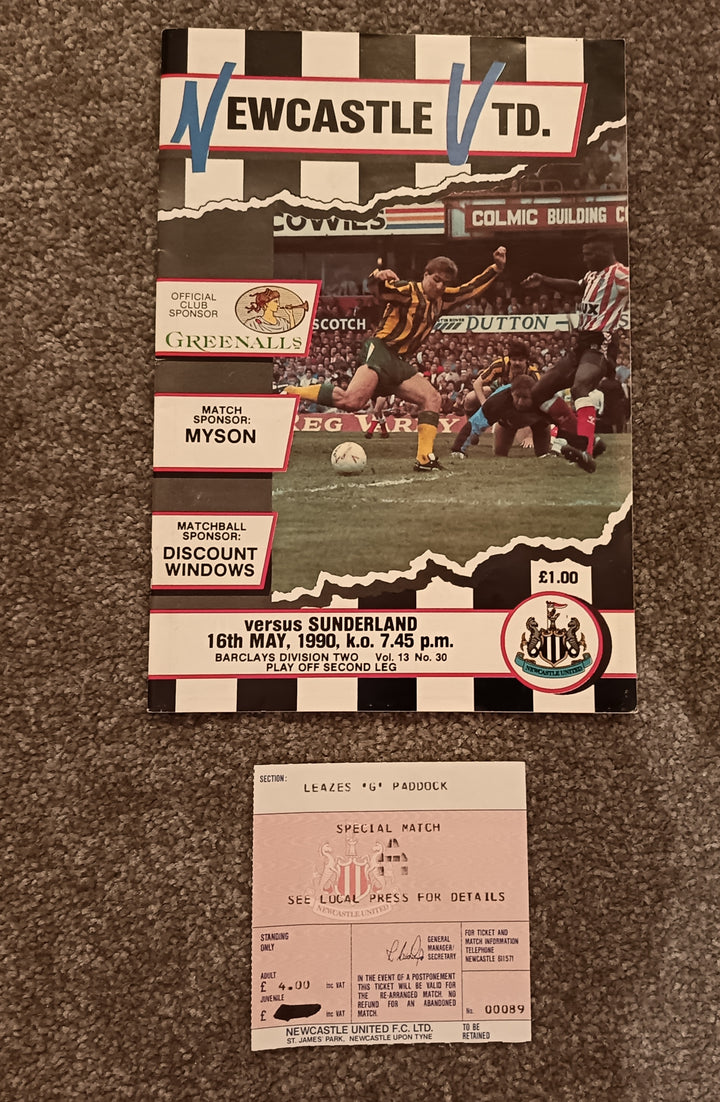 NEWCASTLE UTD.
COWIES
COLMIC BUILDING C
OFFICIAL
CLUB
SPONSOR
GREENALLS
SCOTCH
DUTTON
REG VARDY
MATCH
SPONSOR:
MYSON
MATCHBALL
SPONSOR:
DISCOUNT
WINDOWS
£1.00
versus SUNDERLAND
16th MAY, 1990, k.o. 7.45 p.m.
BARCLAYS DIVISION TWO Vol. 13 No. 30
PLAY OFF SECOND LEG
NEWCASTLE UNITED
SECTION:
LEAZES "G" PADDOCK
SPECIAL MATCH
A
SEE LOCAL PRESS FOR DETAILS
NEWCASTLE UNITED
STANDING
ONLY
GENERAL
MANAGER/
SECRETARY
FOR TICKET AND
MATCH INFORMATION
TELEPHONE
NEWCASTLE 611571
ADULT
£ 4.00 inc VAT
JUVENILE
£ inc VAT
IN THE EVENT OF A POSTPONEMENT
THIS TICKET WILL BE VALID FOR
THE RE-ARRANGED MATCH. NO
REFUND FOR AN ABANDONED
MATCH.
No. 00089
NEWCASTLE UNITED F.C. LTD.
ST. JAMES' PARK, NEWCASTLE UPON TYNE
TO BE
RETAINED